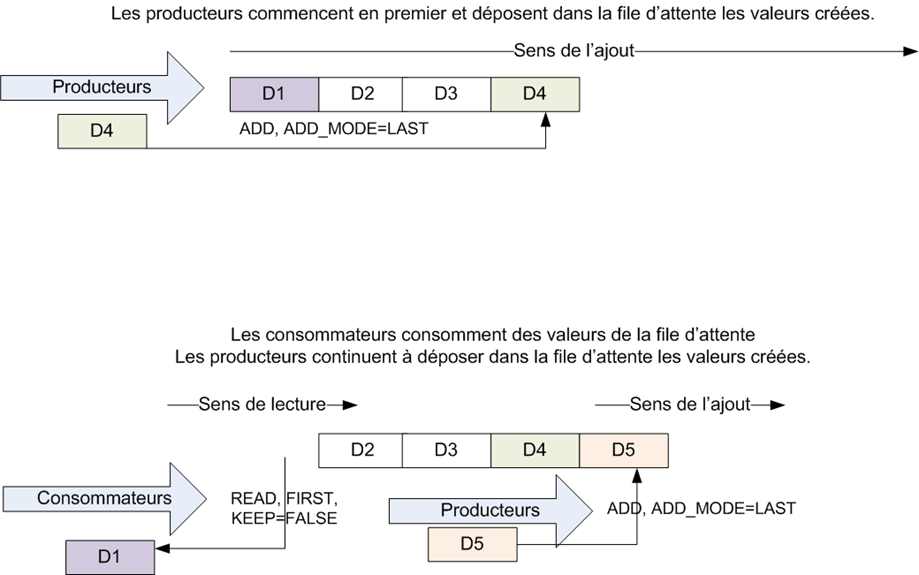 Les producteurs commencent en premier et déposent dans la file d'attente les valeurs créées.
Sens de l'ajout
Producteurs
D1 D2 D3 D4
D4
ADD, ADD_MODE=LAST
Les consommateurs consomment des valeurs de la file d'attente
Les producteurs continuent à déposer dans la file d'attente les valeurs créées.
Sens de lecture
Sens de l'ajout
D2 D3 D4 D5
Consommateurs
READ, FIRST,
KEEP=FALSE
Producteurs
ADD, ADD_MODE=LAST
D1
D5